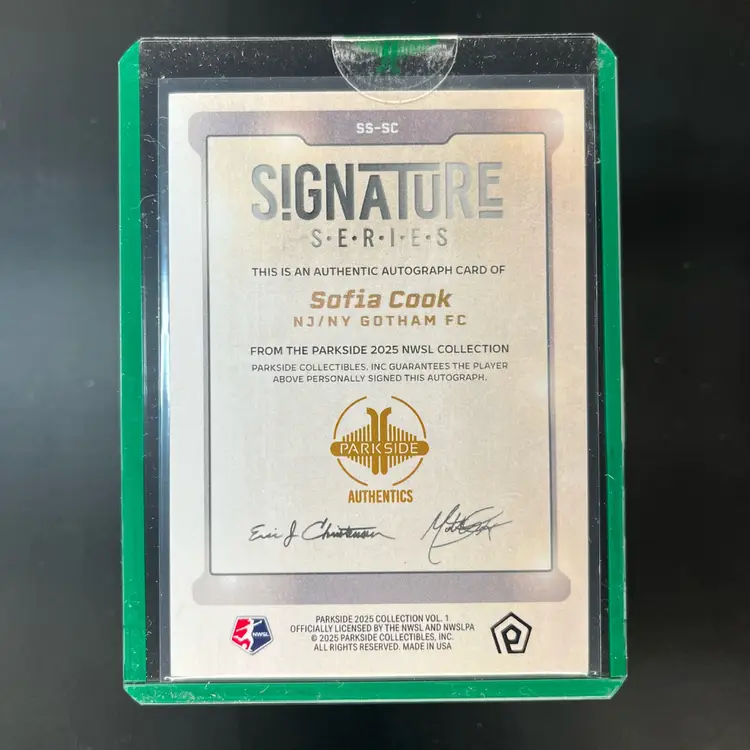 SS-SC
SIGNATURE
S•E•R•I•E•S
THIS IS AN AUTHENTIC AUTOGRAPH CARD OF
Sofia Cook
NJ/NY GOTHAM FC
FROM THE PARKSIDE 2025 NWSL COLLECTION
PARKSIDE COLLECTIBLES, INC GUARANTEES THE PLAYER
ABOVE PERSONALLY SIGNED THIS AUTOGRAPH.
PARKSIDE
AUTHENTICS
Eric J. Christensen
NWSL
PARKSIDE 2025 COLLECTION VOL. 1
OFFICIALLY LICENSED BY THE NWSL AND NWSLPA
© 2025 PARKSIDE COLLECTIBLES, INC.
ALL RIGHTS RESERVED. MADE IN USA